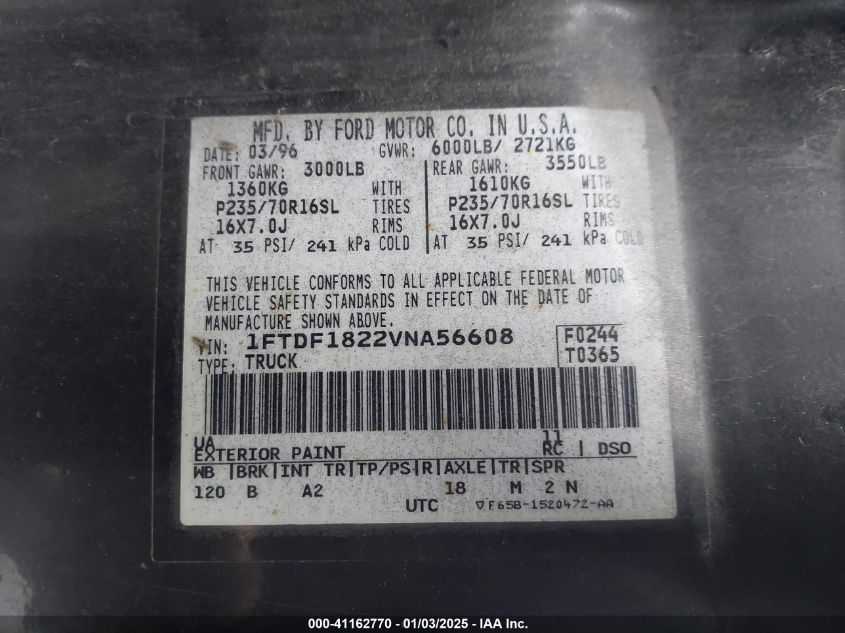 MFD. BY FORD MOTOR CO. IN U.S.A.
DATE: 03/96 GVWR: 6000LB/ 2721KG
FRONT GAWR: 3000LB REAR GAWR: 3550LB
1360KG WITH 1610KG WITH
P235/70R16SL TIRES P235/70R16SL TIRES
16X7.0J RIMS 16X7.0J RIMS
AT 35 PSI/ 241 kPa COLD AT 35 PSI/ 241 kPa COLD
THIS VEHICLE CONFORMS TO ALL APPLICABLE FEDERAL MOTOR
VEHICLE SAFETY STANDARDS IN EFFECT ON THE DATE OF
MANUFACTURE SHOWN ABOVE.
VIN: 1FTDF1822VNA56608 F0244
TYPE: TRUCK T0365
UA 11
EXTERIOR PAINT RC | DSO
WB |BRK|INT TR|TP/PS|R|AXLE|TR|SPR
120 B A2 18 M 2 N
UTC ▽F65B-1520472-AA
000-41162770 - 01/03/2025 - IAA Inc.